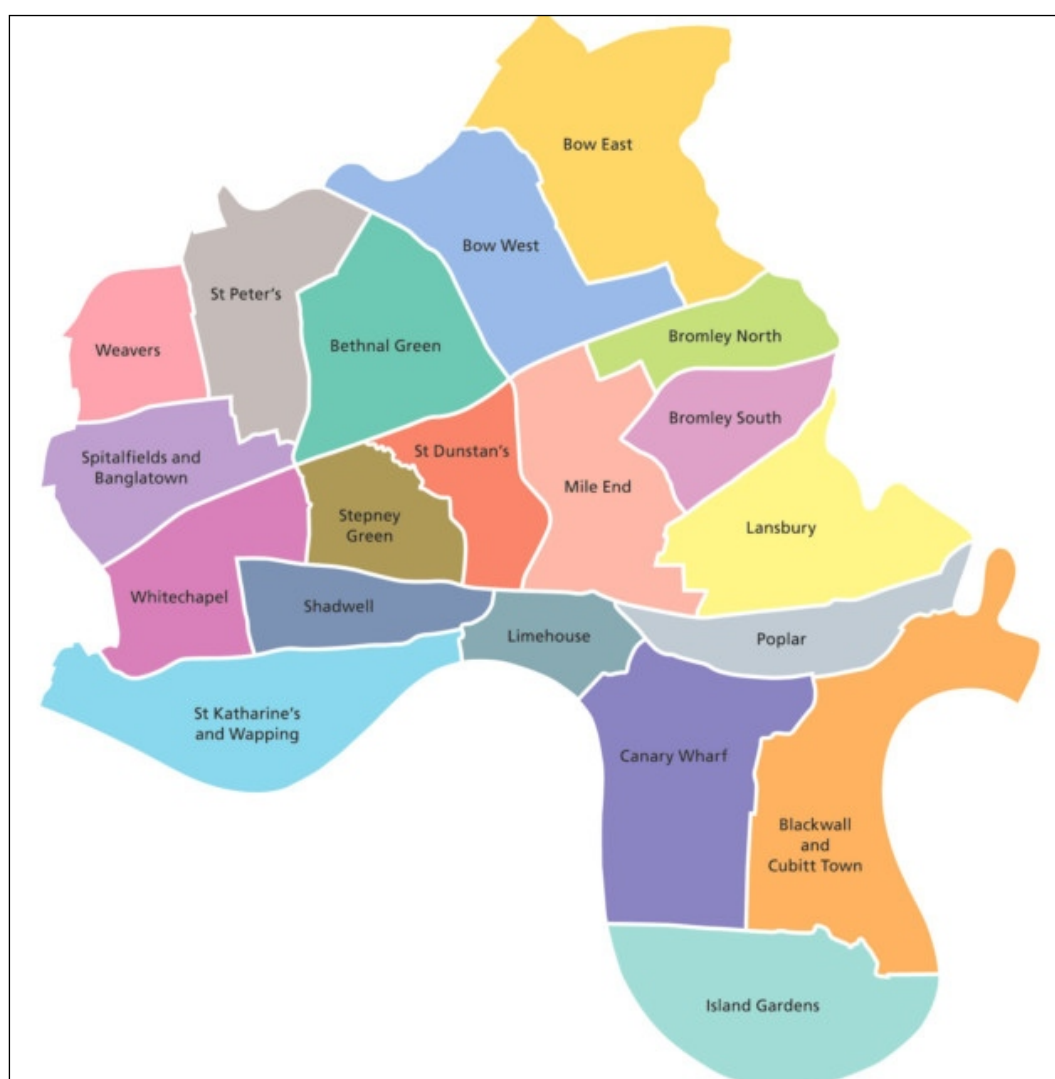 Bow East
Bow West
St Peter's
Bethnal Green
Weavers
Bromley North
Bromley South
Spitalfields and
Banglatown
St Dunstan's
Mile End
Stepney
Green
Lansbury
Whitechapel
Shadwell
Limehouse
Poplar
St Katharine's
and Wapping
Canary Wharf
Blackwall
and
Cubitt Town
Island Gardens